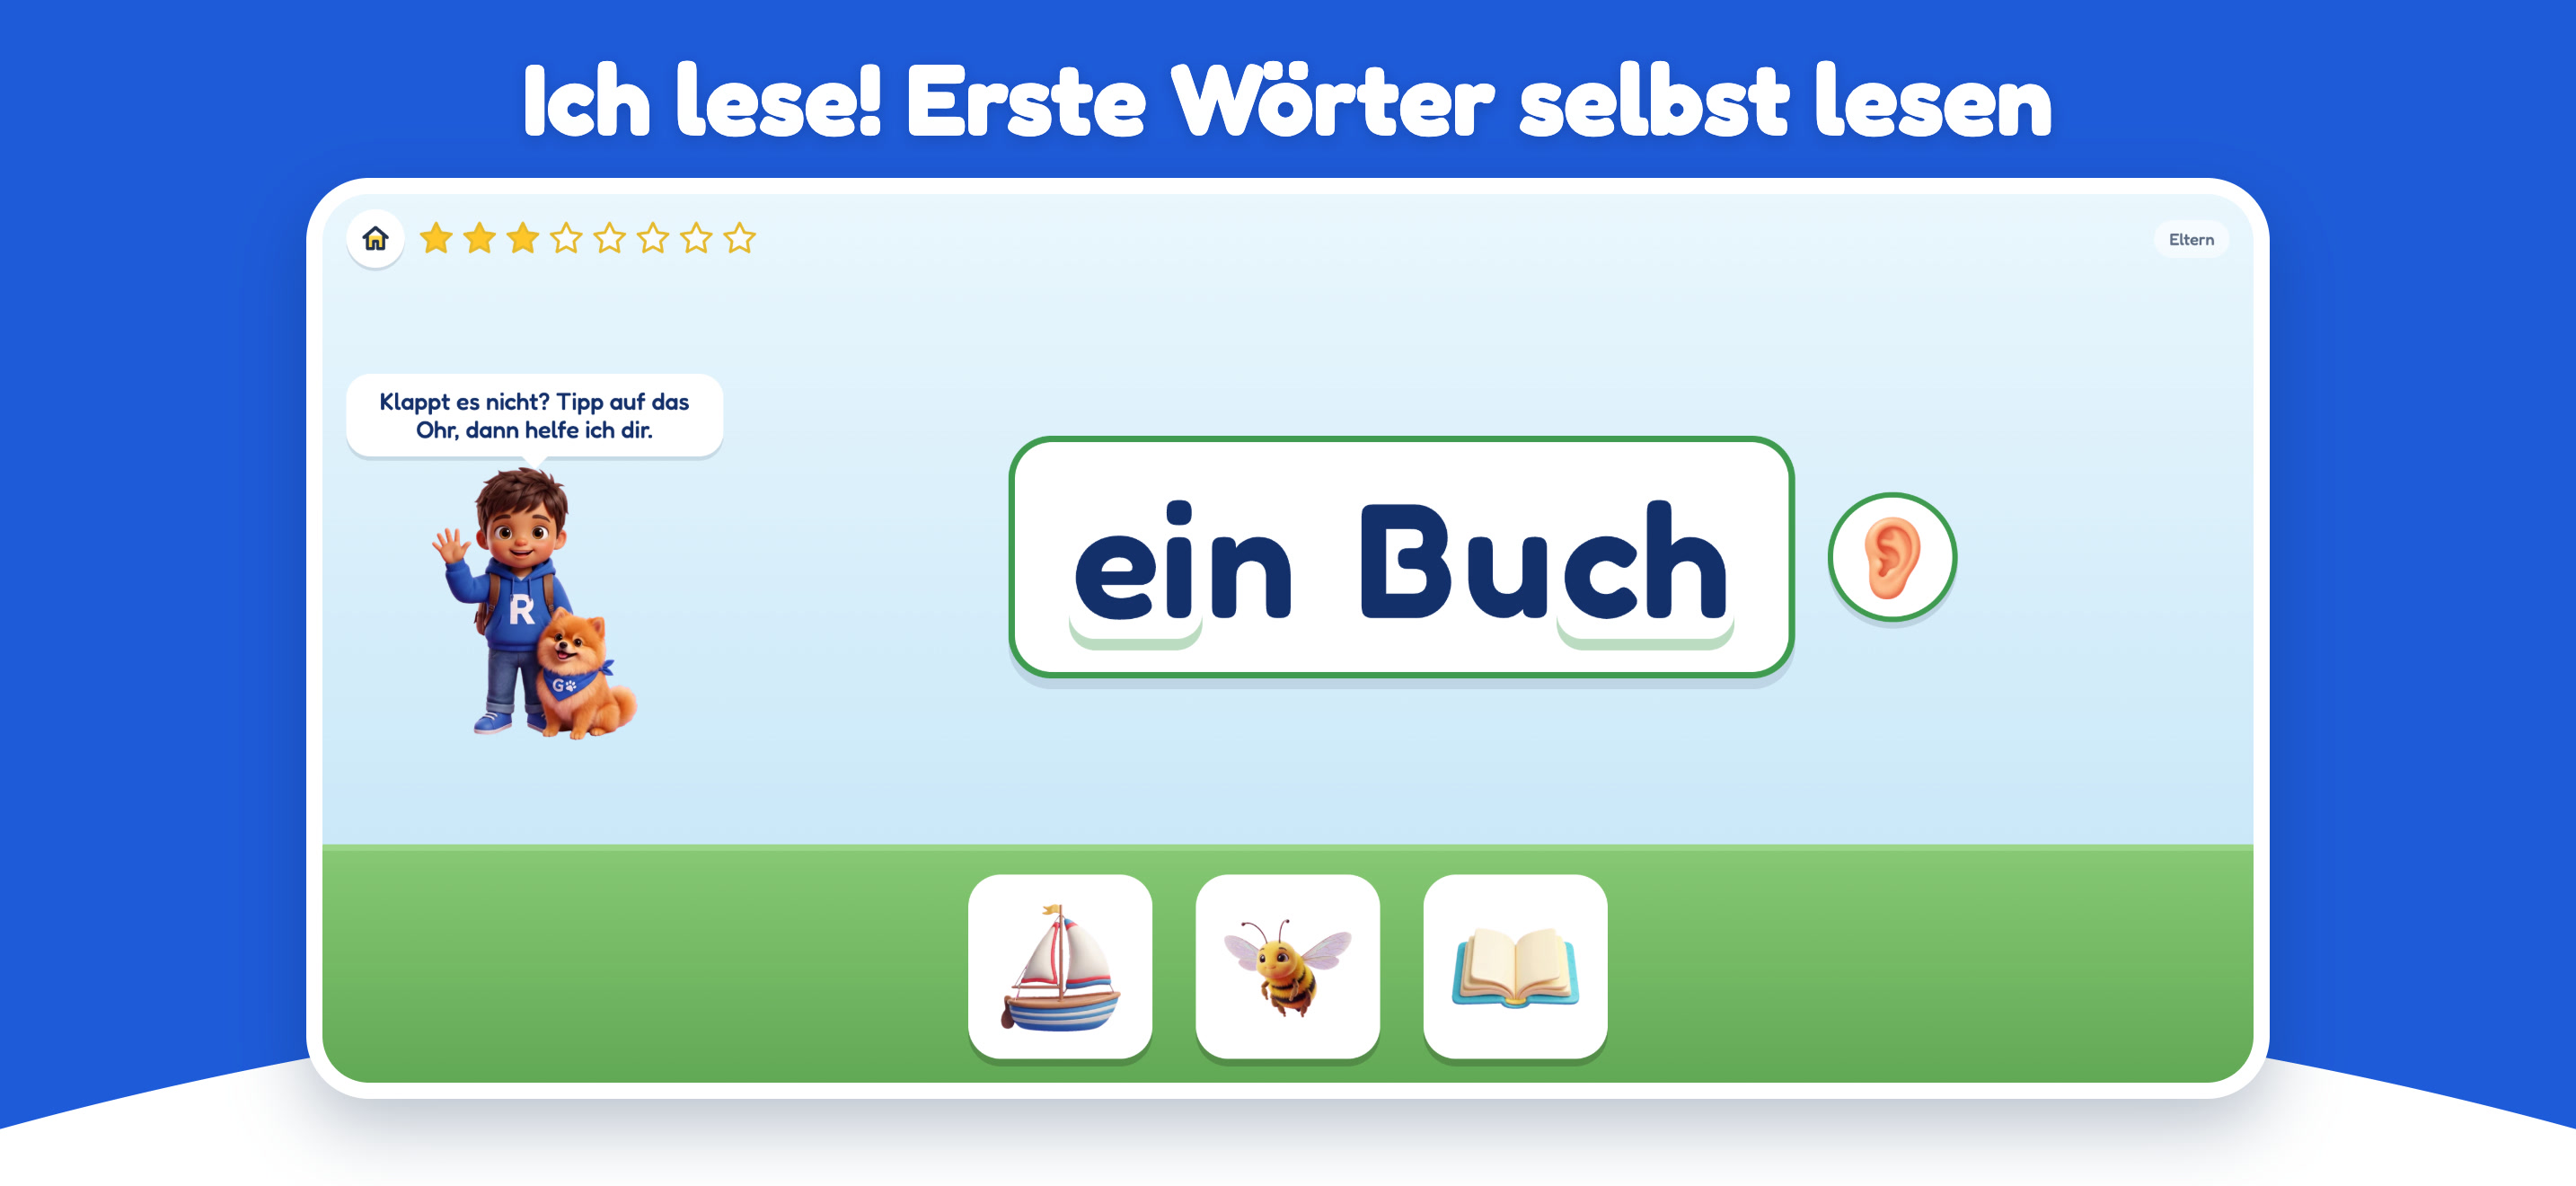 Ich lese! Erste Wörter selbst lesen
Eltern
Klappt es nicht? Tipp auf das
Ohr, dann helfe ich dir.
ein Buch
R
G